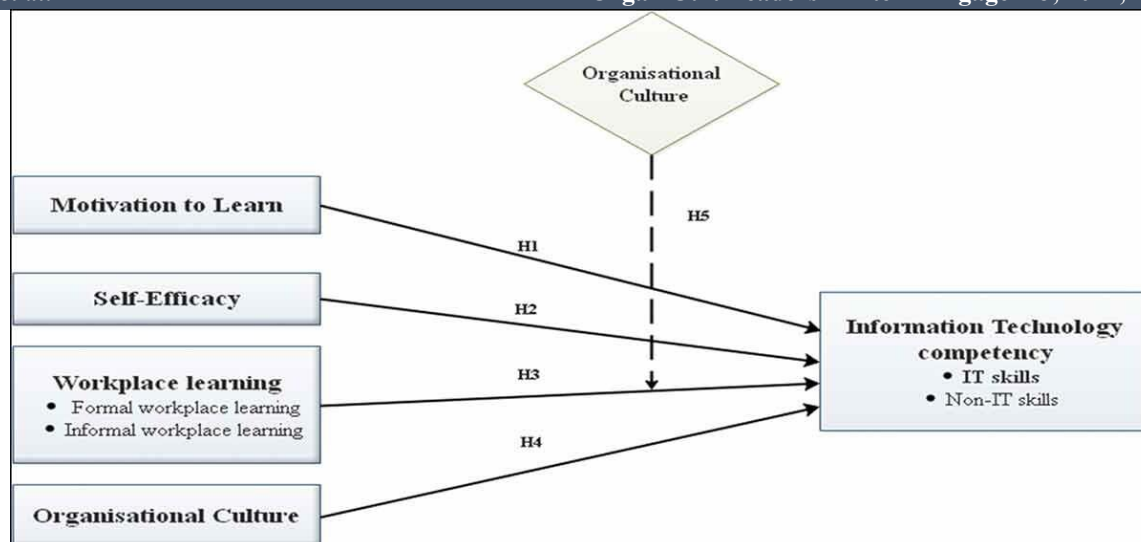 Organisational
Culture
Motivation to Learn
H5
H1
Self-Efficacy
H2
Information Technology
competency
• IT skills
• Non-IT skills
Workplace learning
• Formal workplace learning
• Informal workplace learning
H3
H4
Organisational Culture